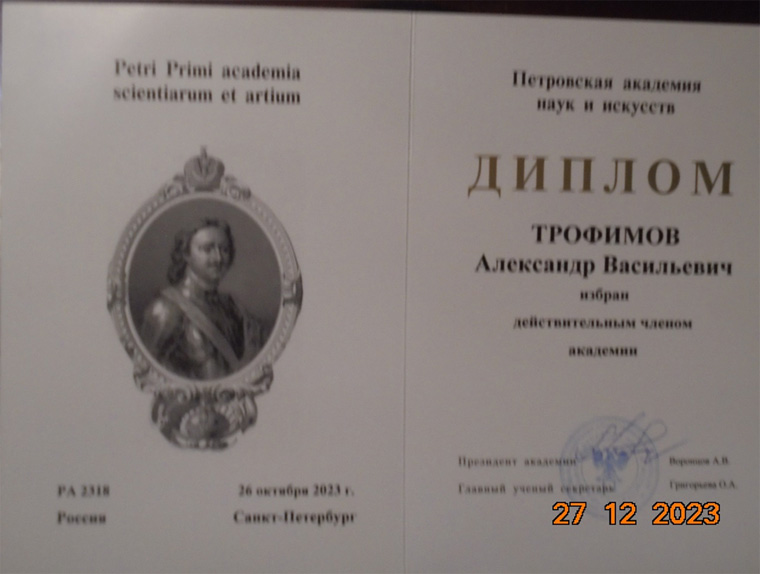 Petri Primi academia
scientiarum et artium
РА 2318
26 октября 2023 г.
Россия
Санкт-Петербург
Петровская академия
наук и искусств
ДИПЛОМ
ТРОФИМОВ
Александр Васильевич
избран
действительным членом
академии
Президент академии
Воронцов А.В.
Главный ученый секретарь
Григорьева О.А.
27 12 2023